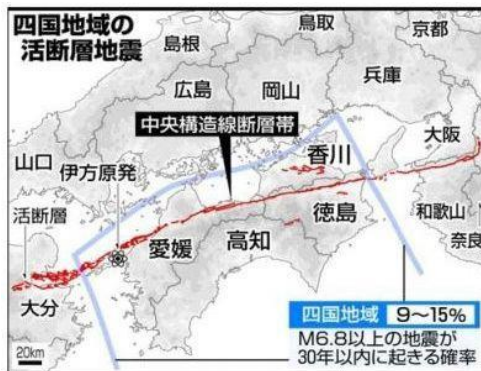 四国地域の
活断層地震
島根
鳥取
京都
広島
岡山
兵庫
中央構造線断層帯
大阪
山口
伊方原発
香川
活断層
愛媛
高知
徳島
和歌山
奈良
大分
20km
四国地域 9〜15%
M6.8以上の地震が
30年以内に起きる確率